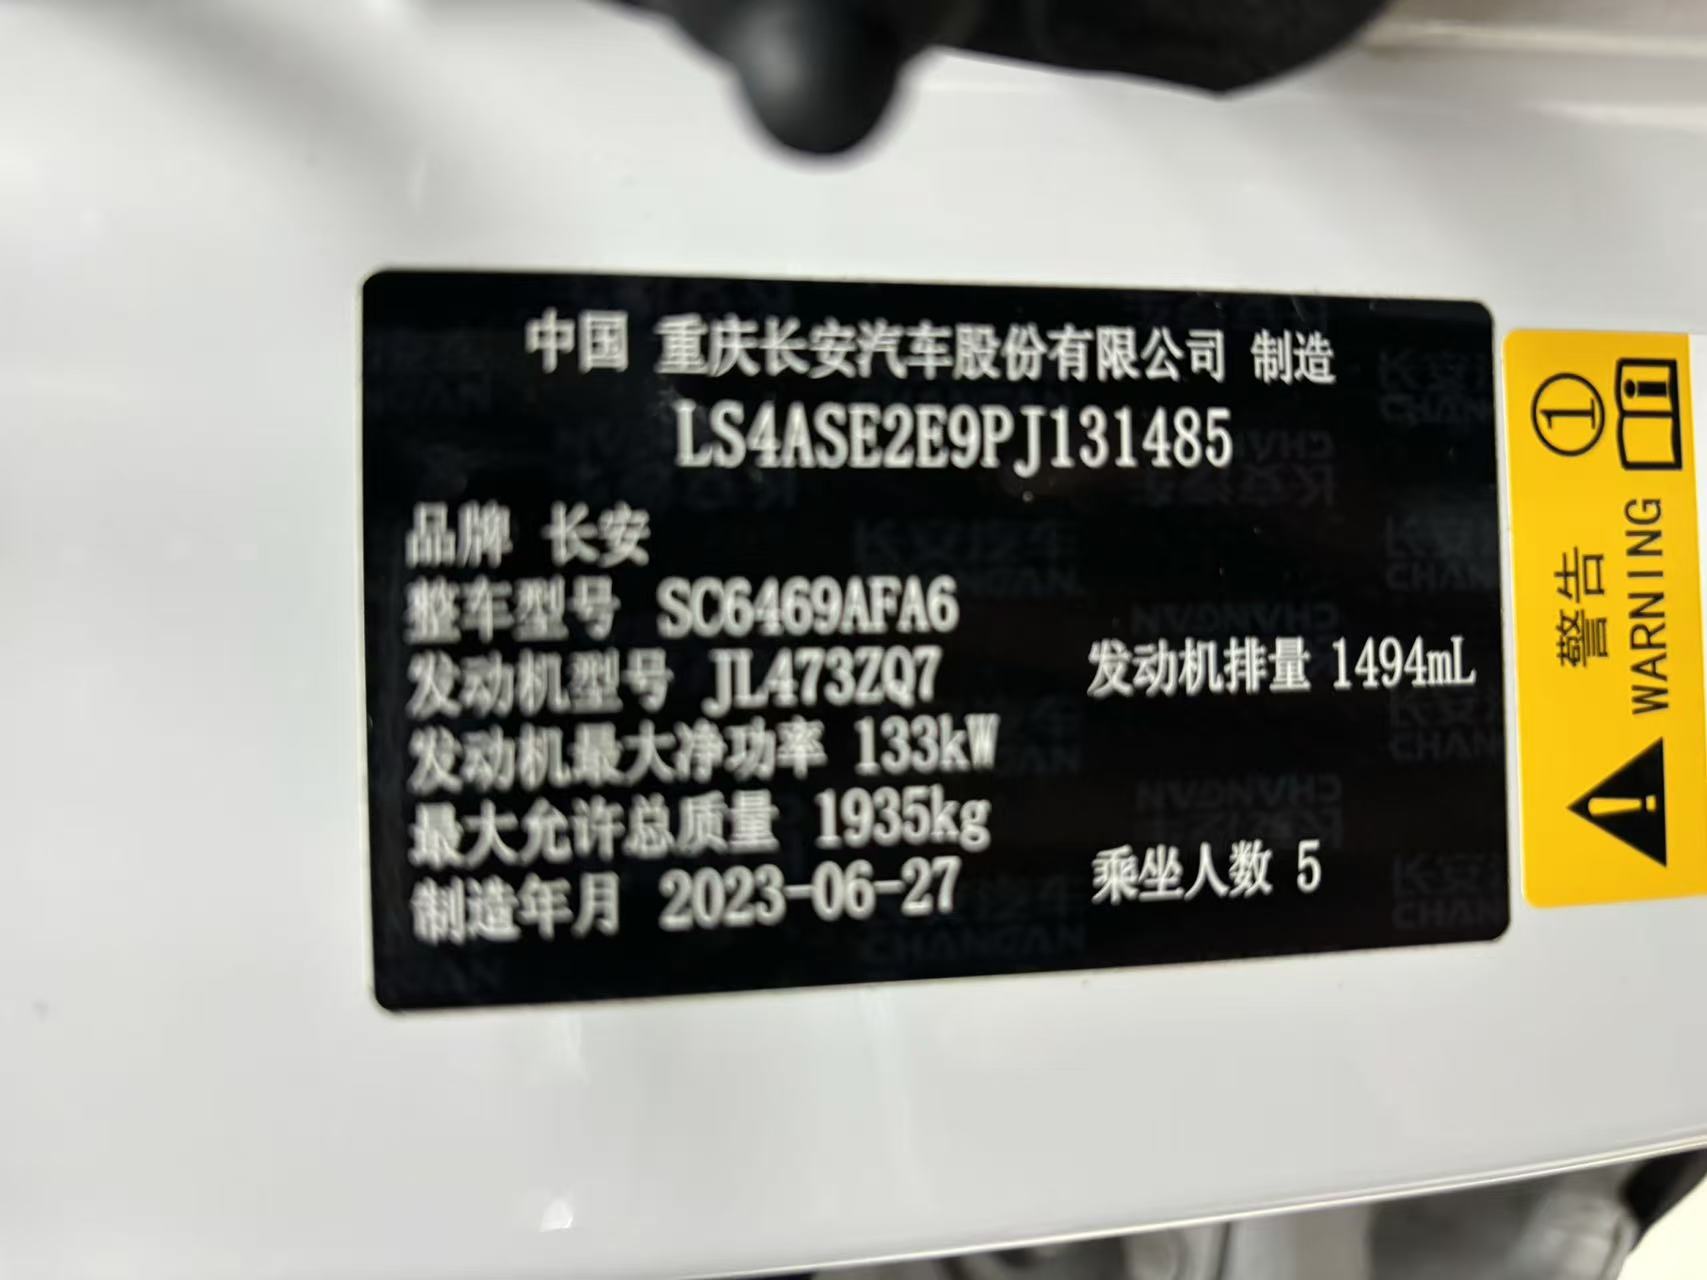 中国 重庆长安汽车股份有限公司 制造
LS4ASE2E9PJ131485
品牌 长安
整车型号 SC6469AFA6
发动机型号 JL473ZQ7 发动机排量 1494mL
发动机最大净功率 133kW
最大允许总质量 1935kg
制造年月 2023-06-27 乘坐人数 5
警告
WARNING
①